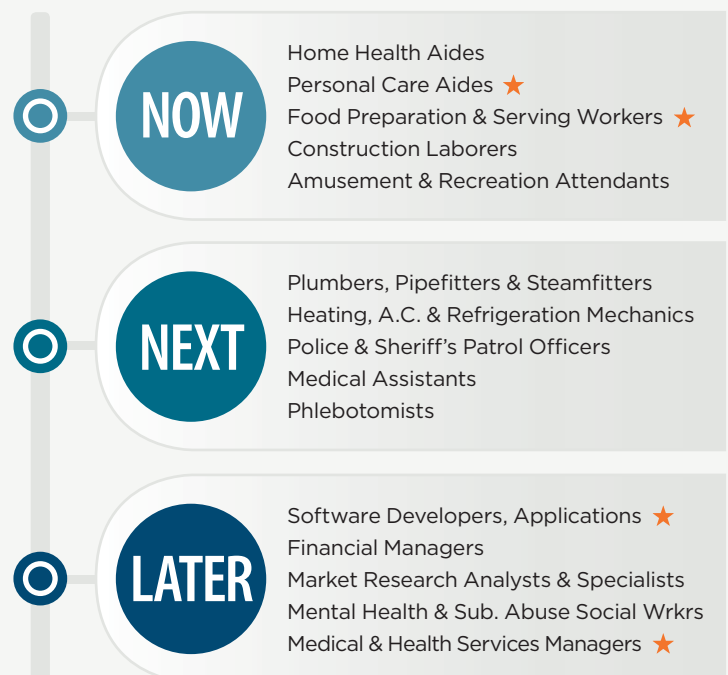 NOW
Home Health Aides
Personal Care Aides ★
Food Preparation & Serving Workers ★
Construction Laborers
Amusement & Recreation Attendants
NEXT
Plumbers, Pipefitters & Steamfitters
Heating, A.C. & Refrigeration Mechanics
Police & Sheriff’s Patrol Officers
Medical Assistants
Phlebotomists
LATER
Software Developers, Applications ★
Financial Managers
Market Research Analysts & Specialists
Mental Health & Sub. Abuse Social Wrkrs
Medical & Health Services Managers ★